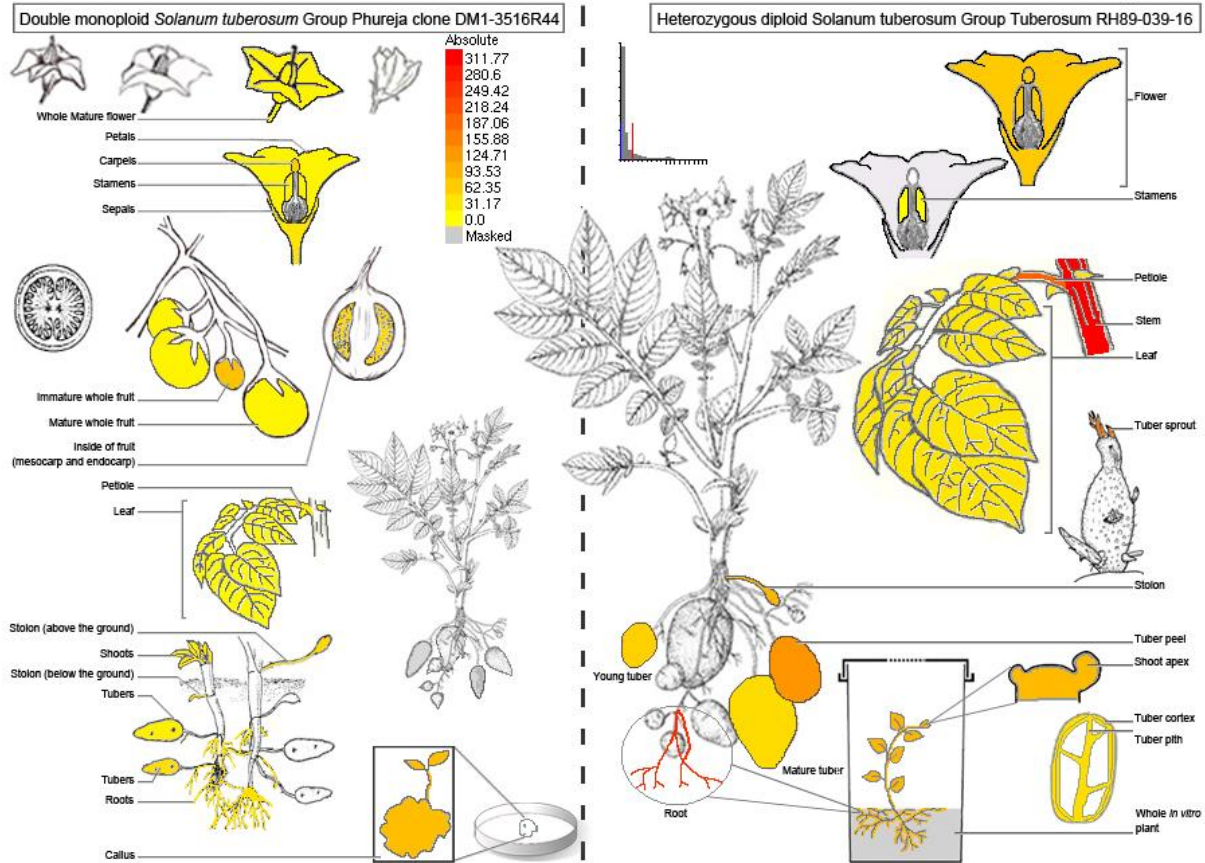 Double monoploid Solanum tuberosum Group Phureja clone DM1-3516R44
Whole Mature flower
Petals
Carpels
Stamens
Sepals
Immature whole fruit
Mature whole fruit
Inside of fruit
(mesocarp and endocarp)
Petiole
Leaf
Stolon (above the ground)
Shoots
Stolon (below the ground)
Tubers
Tubers
Roots
Callus
Absolute
311.77
280.6
249.42
218.24
187.06
155.88
124.71
93.53
62.35
31.17
0.0
Masked
Heterozygous diploid Solanum tuberosum Group Tuberosum RH89-039-16
Flower
Stamens
Petiole
Stem
Leaf
Tuber sprout
Stolon
Tuber peel
Shoot apex
Young tuber
Tuber cortex
Tuber pith
Mature tuber
Root
Whole in vitro
plant